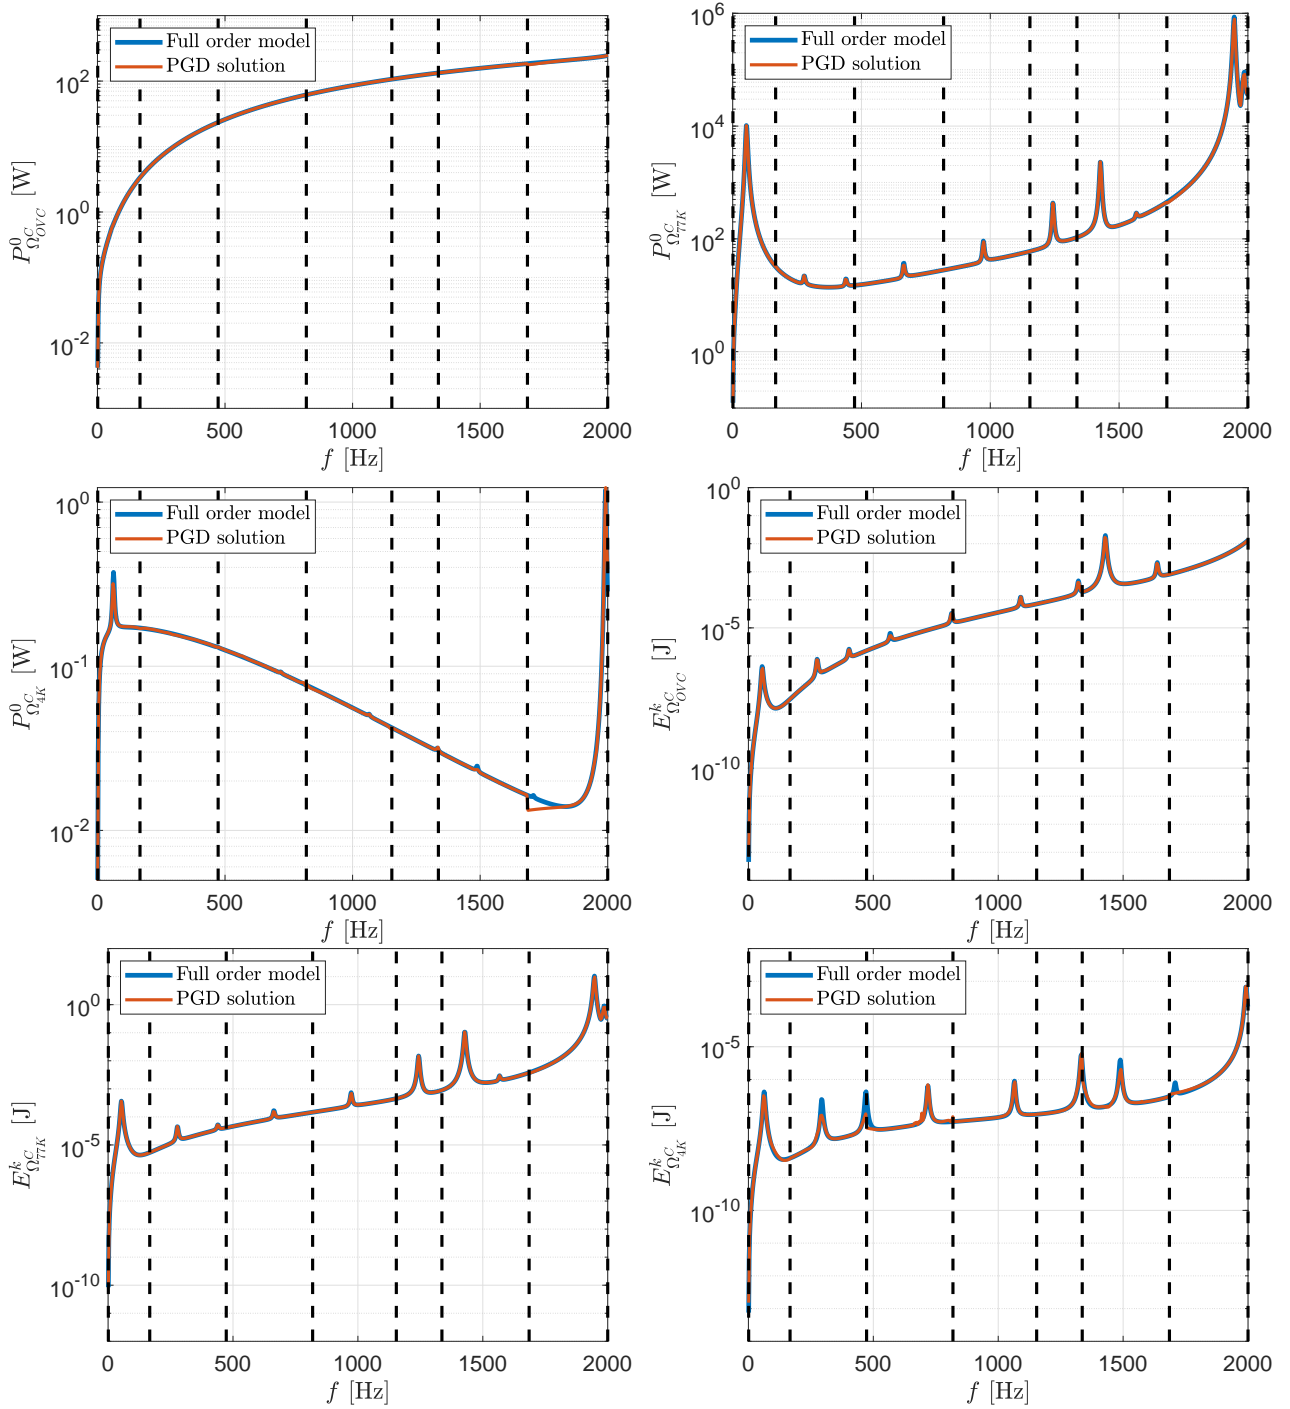 Full order model
PGD solution
10^2
10^0
10^-2
P^0_{Ω^C_{OVC}} [W]
0 500 1000 1500 2000
f [Hz]
Full order model
PGD solution
10^6
10^4
10^2
10^0
P^0_{Ω^C_{77K}} [W]
0 500 1000 1500 2000
f [Hz]
Full order model
PGD solution
10^0
10^-1
10^-2
P^0_{Ω^C_{4K}} [W]
0 500 1000 1500 2000
f [Hz]
Full order model
PGD solution
10^0
10^-5
10^-10
E^k_{Ω^C_{OVC}} [J]
0 500 1000 1500 2000
f [Hz]
Full order model
PGD solution
10^0
10^-5
10^-10
E^k_{Ω^C_{77K}} [J]
0 500 1000 1500 2000
f [Hz]
Full order model
PGD solution
10^-5
10^-10
E^k_{Ω^C_{4K}} [J]
0 500 1000 1500 2000
f [Hz]